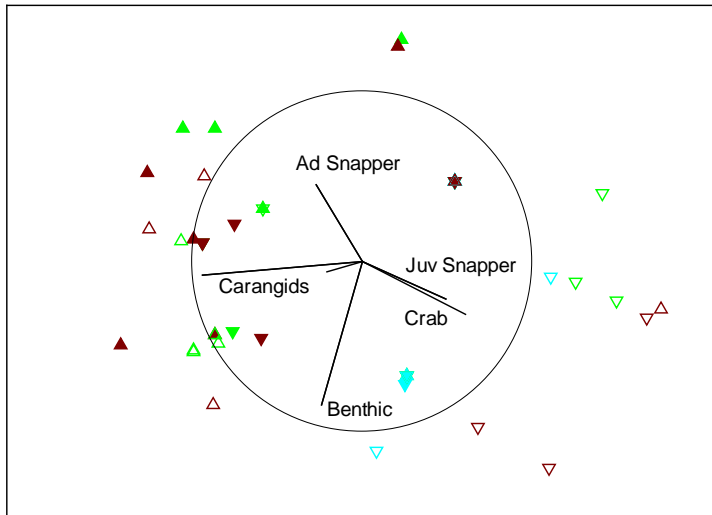 Ad Snapper
Juv Snapper
Carangids
Crab
Benthic